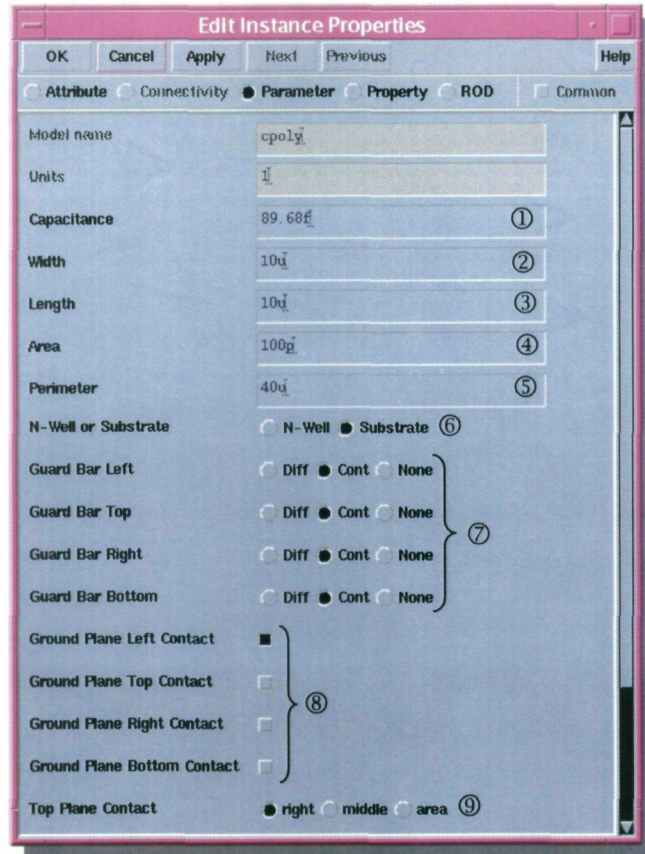 Edit Instance Properties
OK Cancel Apply Next Previous Help
Attribute Connectivity Parameter Property ROD Common
Model name cpoly
Units 1
Capacitance 89.68f ①
Width 10u ②
Length 10u ③
Area 100p ④
Perimeter 40u ⑤
N-Well or Substrate N-Well Substrate ⑥
Guard Bar Left Diff Cont None
Guard Bar Top Diff Cont None
⑦
Guard Bar Right Diff Cont None
Guard Bar Bottom Diff Cont None
Ground Plane Left Contact
Ground Plane Top Contact
⑧
Ground Plane Right Contact
Ground Plane Bottom Contact
Top Plane Contact right middle area ⑨